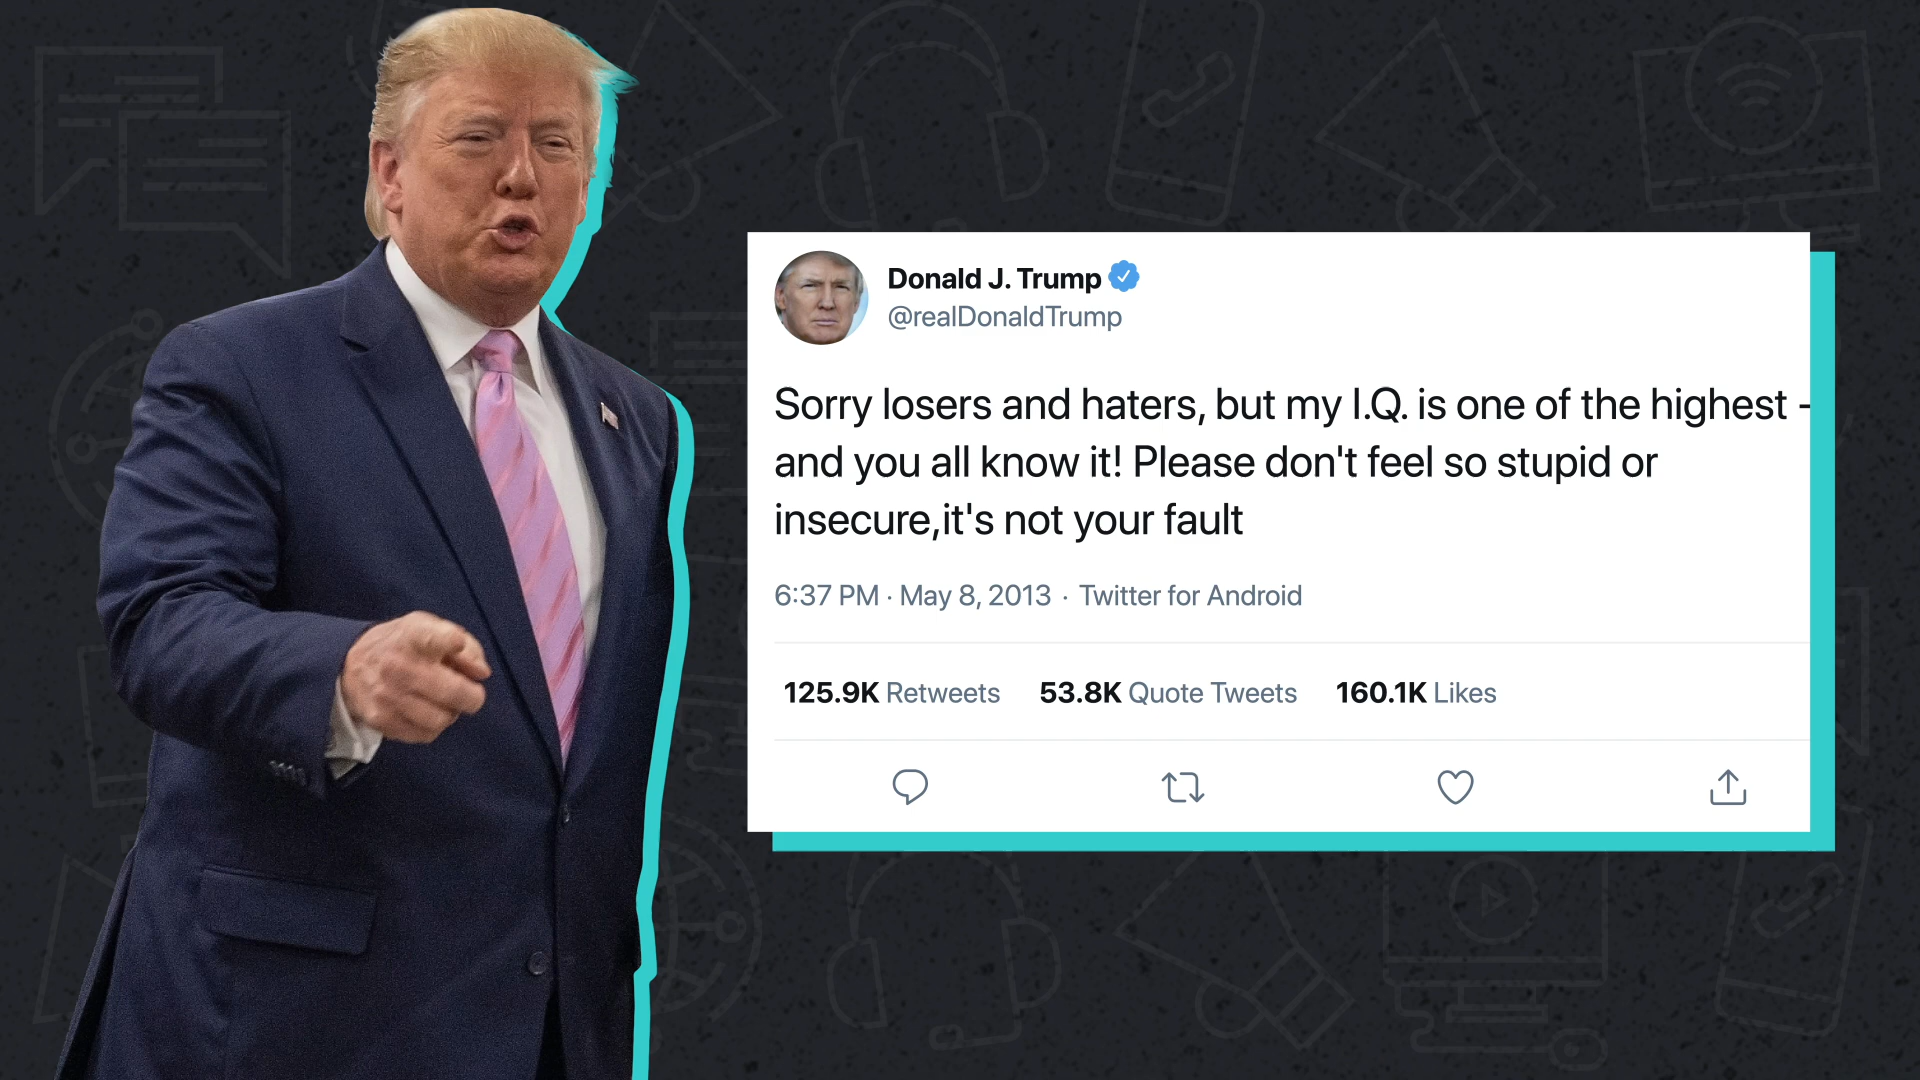 Donald J. Trump
@realDonaldTrump
Sorry losers and haters, but my I.Q. is one of the highest -
and you all know it! Please don't feel so stupid or
insecure,it's not your fault
6:37 PM · May 8, 2013 · Twitter for Android
125.9K Retweets 53.8K Quote Tweets 160.1K Likes